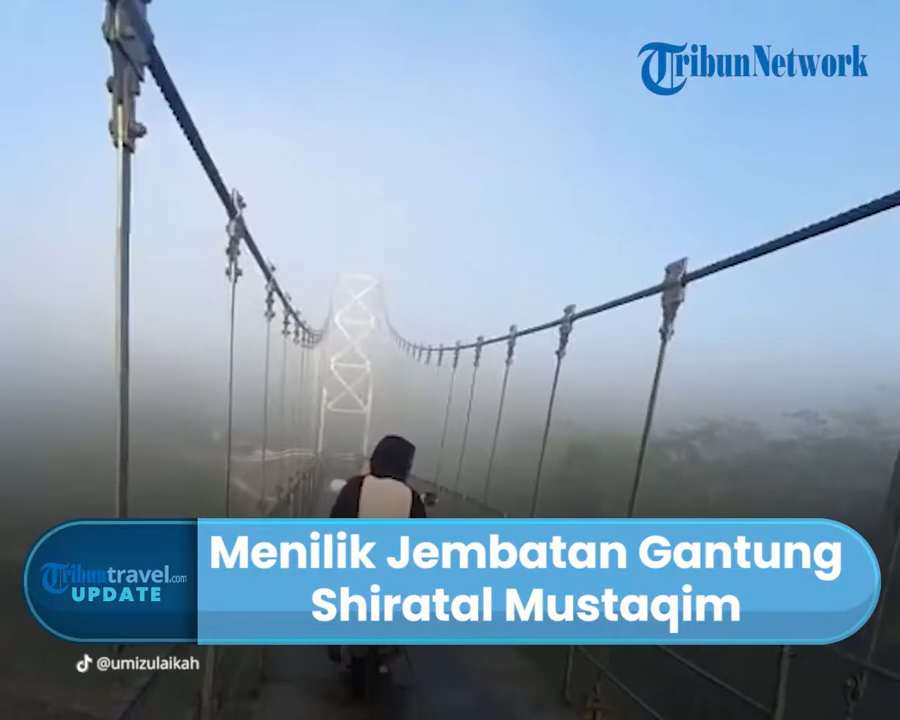 TribunNetwork
Menilik Jembatan Gantung
Shiratal Mustaqim
Tribuntravel.com
UPDATE
@umizulaikah